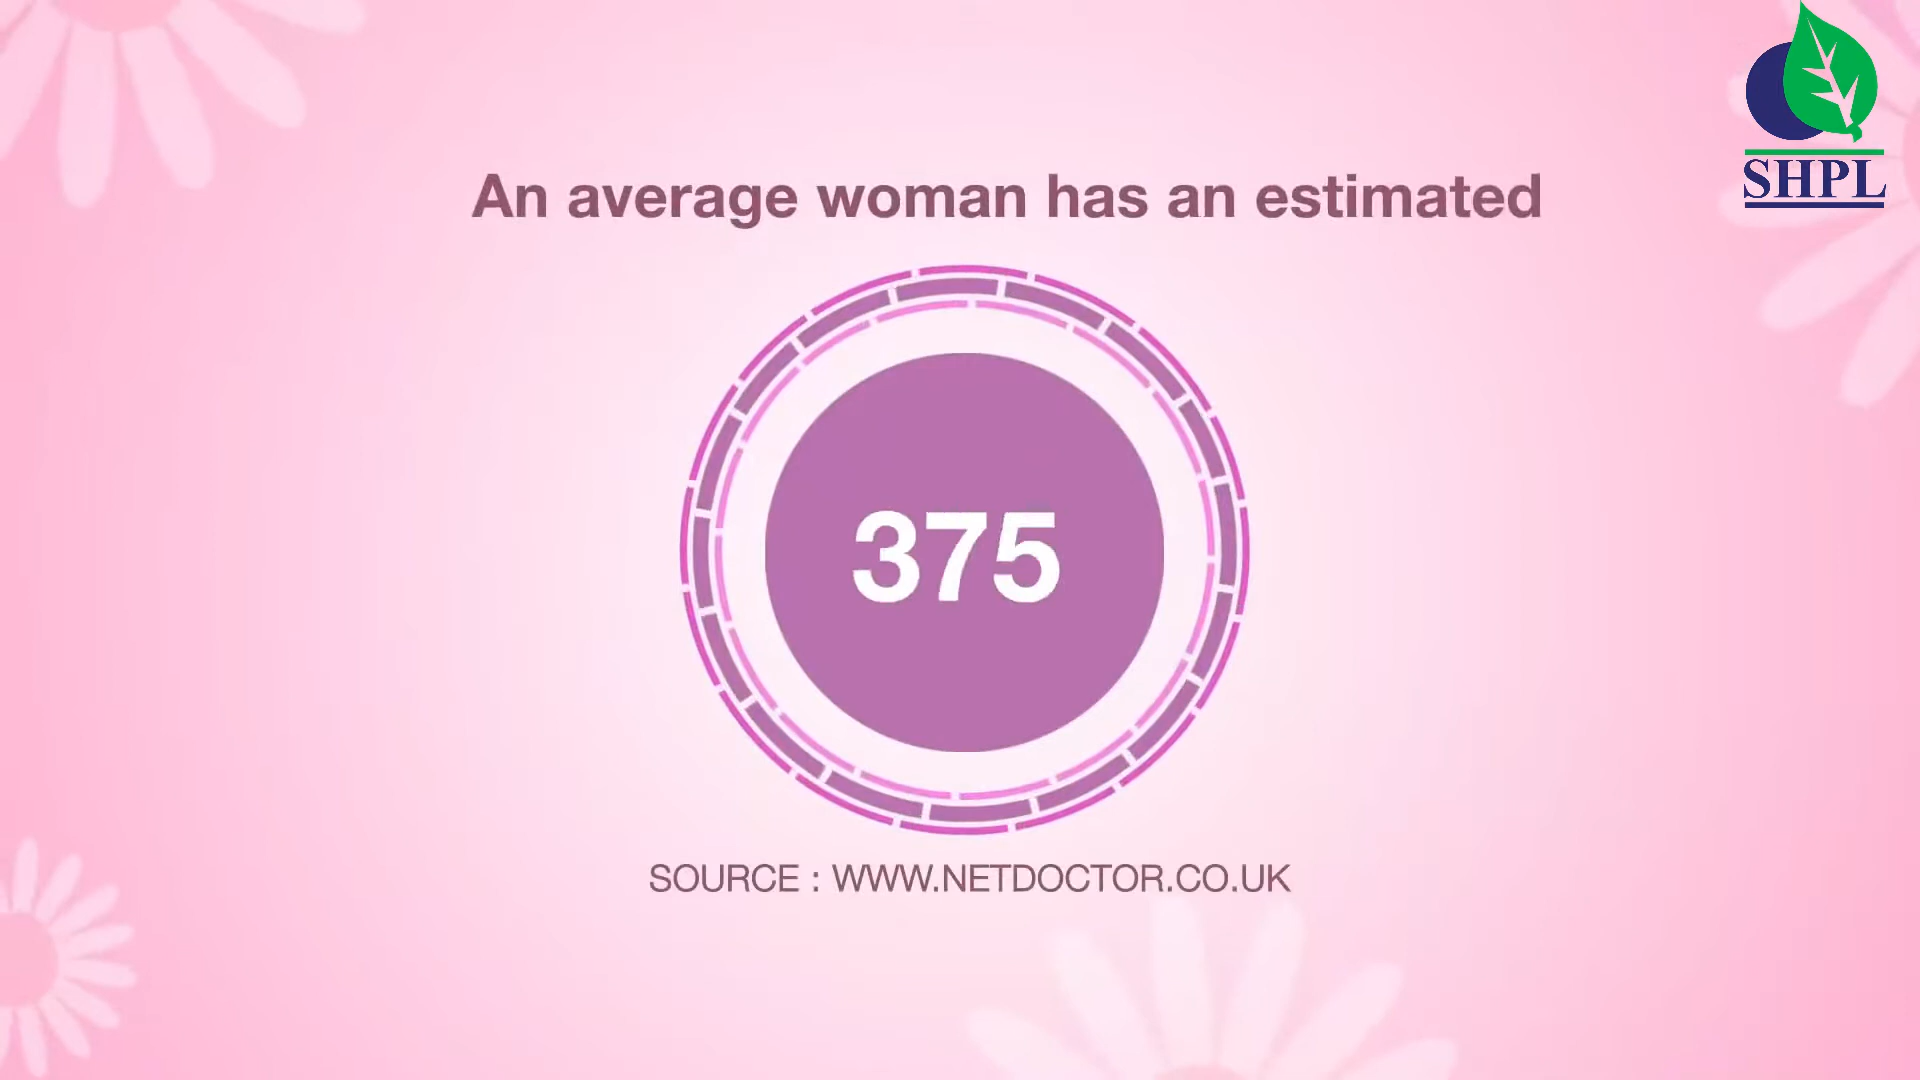 SHPL
An average woman has an estimated
375
SOURCE : WWW.NETDOCTOR.CO.UK